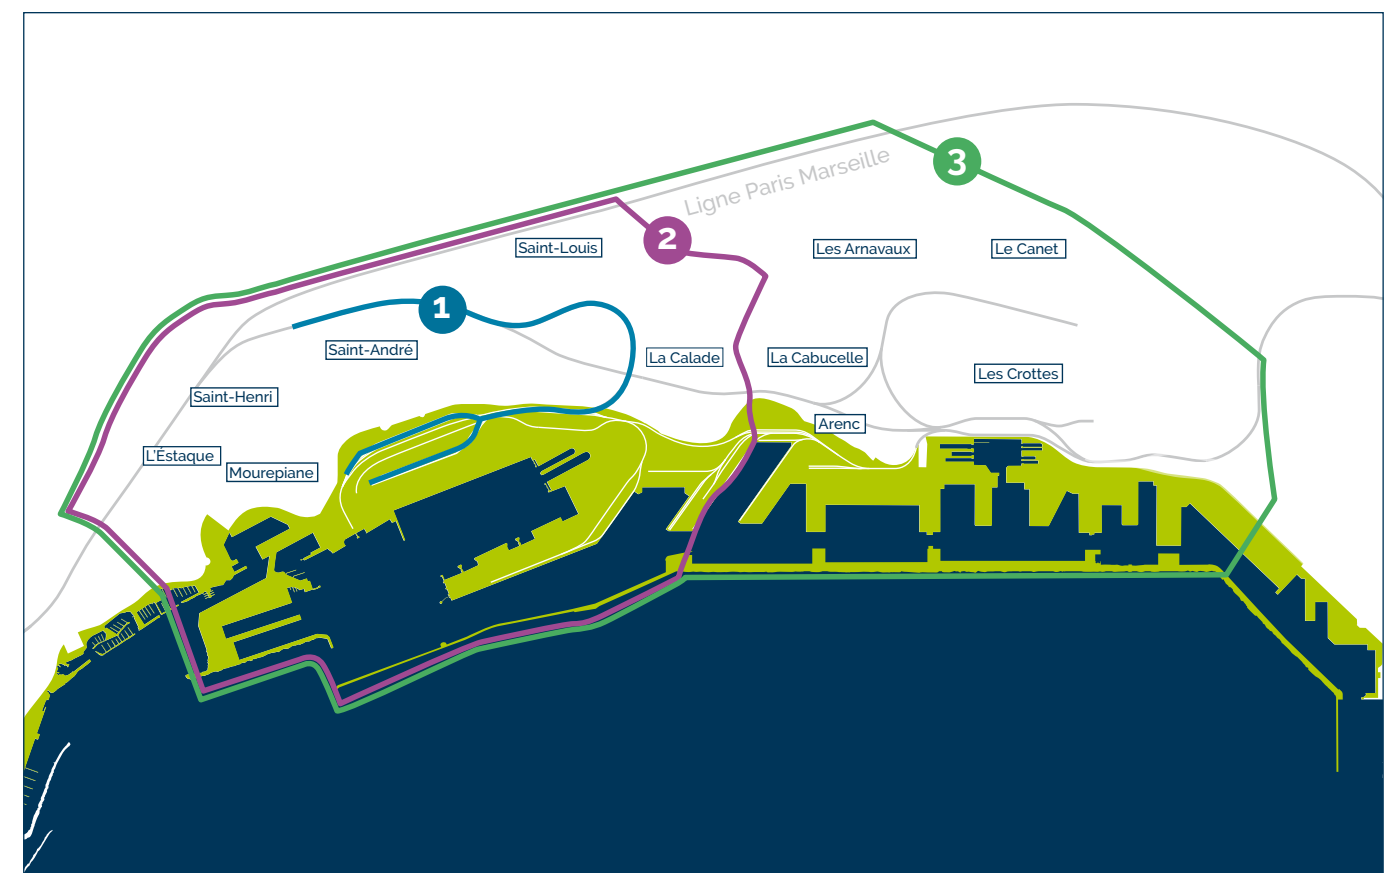 3
Ligne Paris Marseille
2
Saint-Louis
Les Arnavaux
Le Canet
1
Saint-André
La Calade
La Cabucelle
Les Crottes
Saint-Henri
Arenc
L'Éstaque
Mourepiane